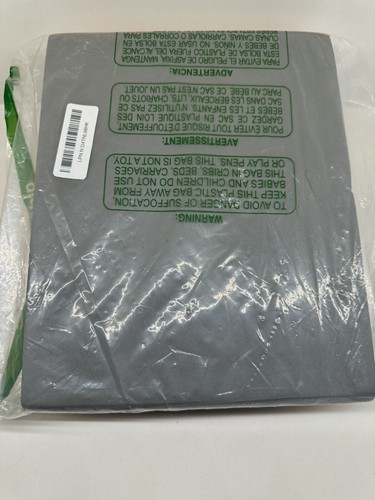 WARNING:
TO AVOID DANGER OF SUFFOCATION,
KEEP THIS PLASTIC BAG AWAY FROM
BABIES AND CHILDREN DO NOT USE
THIS BAG IN CRIBS, BEDS, CARRIAGES
OR PLAY PENS. THIS BAG IS NOT A TOY
AVERTISSEMENT:
POUR EVITER TOUT RISQUE D'ETOUFFEMENT,
GARDEZ CE SAC EN PLASTIQUE LOIN DES
BEBES ET LES ENFANTS N'UTILISEZ PAS DE CE
SAC DANS LES BERCEAUX, LITS, CHARIOTS OU
PARU AU BEBE SAC N'EST PAS UN JOUET.
ADVERTENCIA:
PARA EVITAR EL PELIGRO DE ASFIXIA, MANTENGA
ESTA BOLSA DE PLASTICO FUERA DEL ALCANCE
DE BEBES Y NIÑOS, NO USAR ESTA BOLSA EN
CUNAS, CAMAS, CARRIOLAS O CORRALES PARA